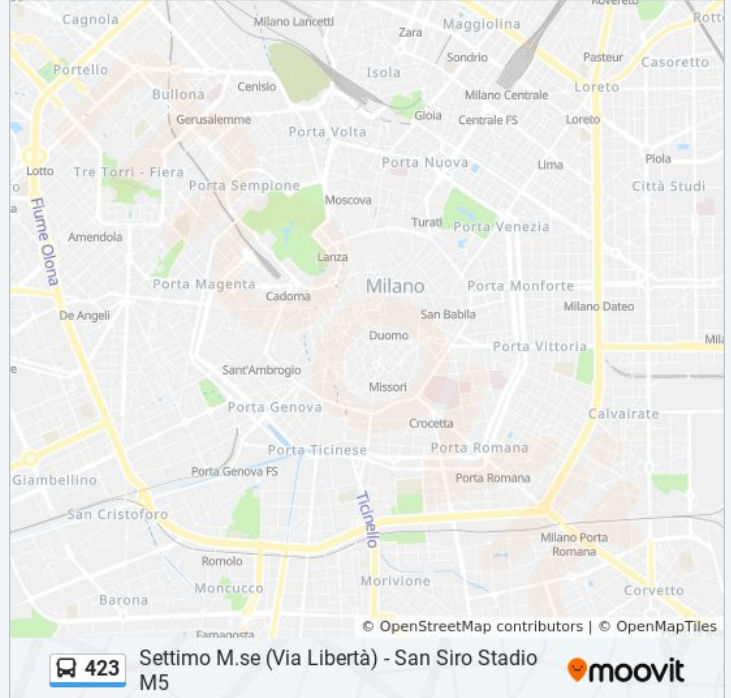 Rovereto
Cagnola
Milano Lancetti
Maggiolina
Rott
Zara
Sondrio
Pasteur
Casoretto
Portello
Isola
Bullona
Cenisio
Milano Centrale
Loreto
Gerusalemme
Gioia
Centrale FS
Loreto
Porta Volta
Lotto
Tre Torri - Fiera
Porta Nuova
Lima
Piola
Porta Sempione
Città Studi
o
Moscova
a
Fiume Olona
Turati
Porta Venezia
Amendola
Lanza
Porta Magenta
Cadorna
Milano
Porta Monforte
De Angeli
San Babila
Milano Dateo
Duomo
Porta Vittoria
Mila
e
Sant'Ambrogio
Missori
Porta Genova
Crocetta
Calvairate
Porta Ticinese
Porta Romana
Giambellino
Porta Genova FS
Porta Romana
San Cristoforo
Ticinello
Milano Porta
Romana
Romolo
Moncucco
Morivione
Corvetto
Barona
Famagosta
© OpenStreetMap contributors | © OpenMapTiles
423
Settimo M.se (Via Libertà) - San Siro Stadio
M5
moovit